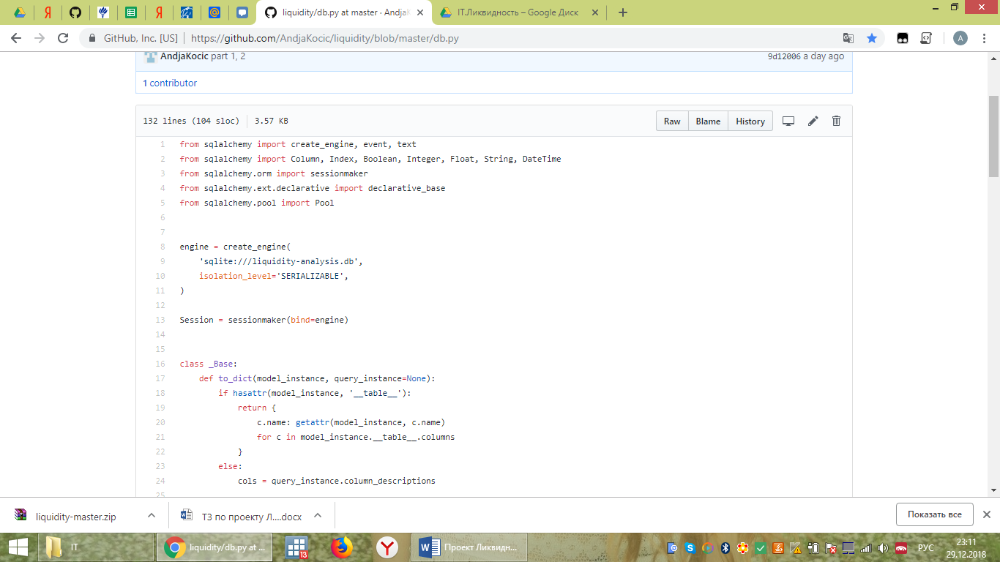 liquidity/db.py at master · Andja
IT.Ликвидность – Google Диск
GitHub, Inc. [US]
https://github.com/AndjaKocic/liquidity/blob/master/db.py
A
AndjaKocic part 1, 2
9d12006 a day ago
1 contributor
132 lines (104 sloc)
3.57 KB
Raw
Blame
History
1 from sqlalchemy import create_engine, event, text
2 from sqlalchemy import Column, Index, Boolean, Integer, Float, String, DateTime
3 from sqlalchemy.orm import sessionmaker
4 from sqlalchemy.ext.declarative import declarative_base
5 from sqlalchemy.pool import Pool
6
7
8 engine = create_engine(
9 'sqlite:///liquidity-analysis.db',
10 isolation_level='SERIALIZABLE',
11 )
12
13 Session = sessionmaker(bind=engine)
14
15
16 class _Base:
17 def to_dict(model_instance, query_instance=None):
18 if hasattr(model_instance, '__table__'):
19 return {
20 c.name: getattr(model_instance, c.name)
21 for c in model_instance.__table__.columns
22 }
23 else:
24 cols = query_instance.column_descriptions
25
liquidity-master.zip
ТЗ по проекту Л....docx
Показать все
IT
liquidity/db.py at ...
13
Проект Ликвидн...
РУС
23:11
29.12.2018